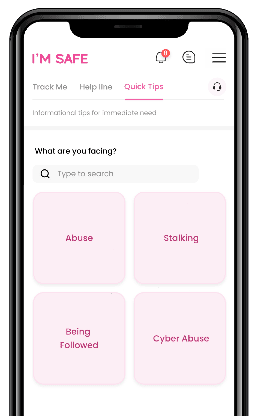 I'M SAFE
0
Track Me Help line Quick Tips
Informational tips for immediate need
What are you facing?
Type to search
Abuse Stalking
Being
Followed
Cyber Abuse